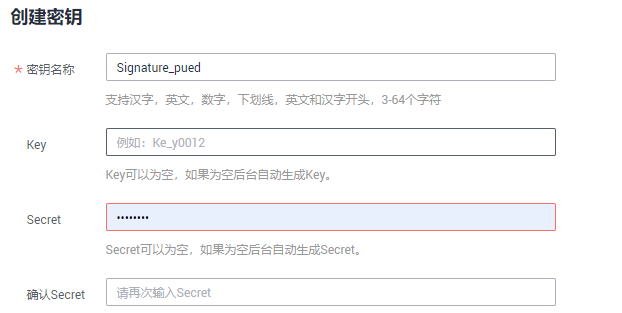 创建密钥
* 密钥名称
Signature_pued
支持汉字，英文，数字，下划线，英文和汉字开头，3-64个字符
Key
例如：Ke_y0012
Key可以为空，如果为空后台自动生成Key。
Secret
••••••••
Secret可以为空，如果为空后台自动生成Secret。
确认Secret
请再次输入Secret